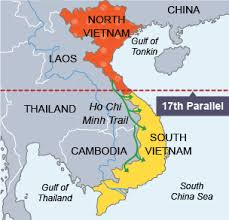 CHINA
NORTH
VIETNAM
Gulf of
Tonkin
LAOS
17th Parallel
THAILAND
Ho Chi
Minh Trail
SOUTH
VIETNAM
CAMBODIA
Gulf of
Thailand
South
China Sea